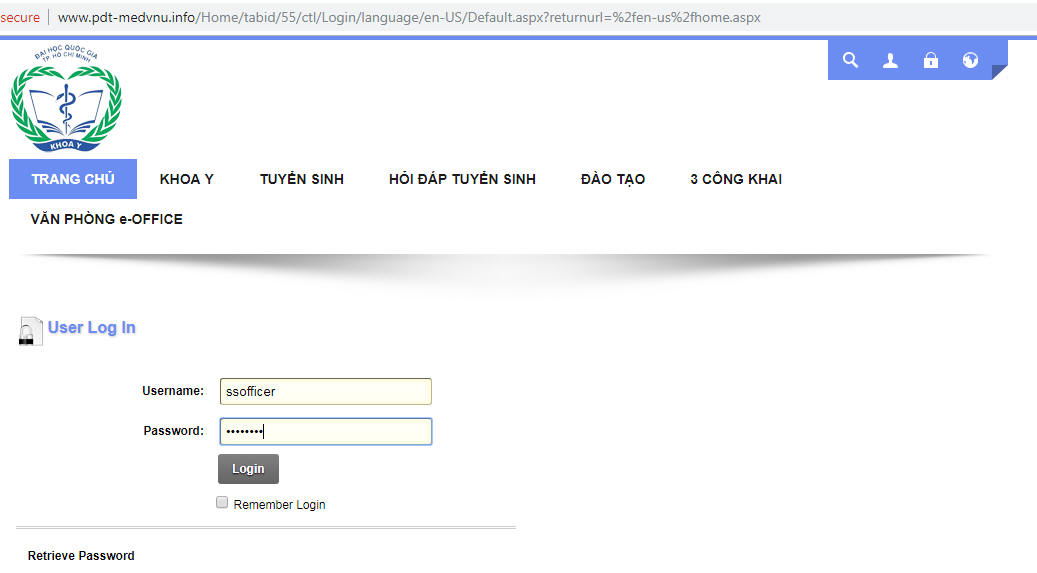 secure www.pdt-medvnu.info/Home/tabid/55/ctl/Login/language/en-US/Default.aspx?returnurl=%2fen-us%2fhome.aspx
ĐẠI HỌC QUỐC GIA
TP. HỒ CHÍ MINH
KHOA Y
TRANG CHỦ KHOA Y TUYỂN SINH HỎI ĐÁP TUYỂN SINH ĐÀO TẠO 3 CÔNG KHAI
VĂN PHÒNG e-OFFICE
User Log In
Username: ssofficer
Password: ••••••••
Login
Remember Login
Retrieve Password